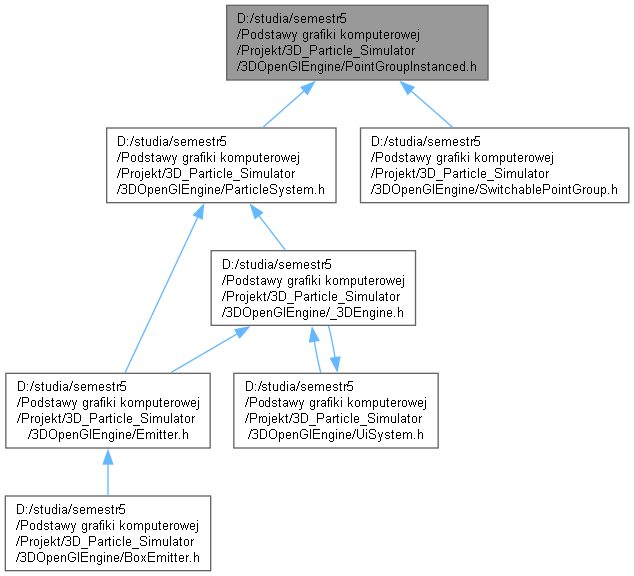 D:/studia/semestr5
/Podstawy grafiki komputerowej
/Projekt/3D_Particle_Simulator
/3DOpenGlEngine/PointGroupInstanced.h
D:/studia/semestr5
/Podstawy grafiki komputerowej
/Projekt/3D_Particle_Simulator
/3DOpenGlEngine/ParticleSystem.h
D:/studia/semestr5
/Podstawy grafiki komputerowej
/Projekt/3D_Particle_Simulator
/3DOpenGlEngine/SwitchablePointGroup.h
D:/studia/semestr5
/Podstawy grafiki komputerowej
/Projekt/3D_Particle_Simulator
/3DOpenGlEngine/_3DEngine.h
D:/studia/semestr5
/Podstawy grafiki komputerowej
/Projekt/3D_Particle_Simulator
/3DOpenGlEngine/Emitter.h
D:/studia/semestr5
/Podstawy grafiki komputerowej
/Projekt/3D_Particle_Simulator
/3DOpenGlEngine/UiSystem.h
D:/studia/semestr5
/Podstawy grafiki komputerowej
/Projekt/3D_Particle_Simulator
/3DOpenGlEngine/BoxEmitter.h